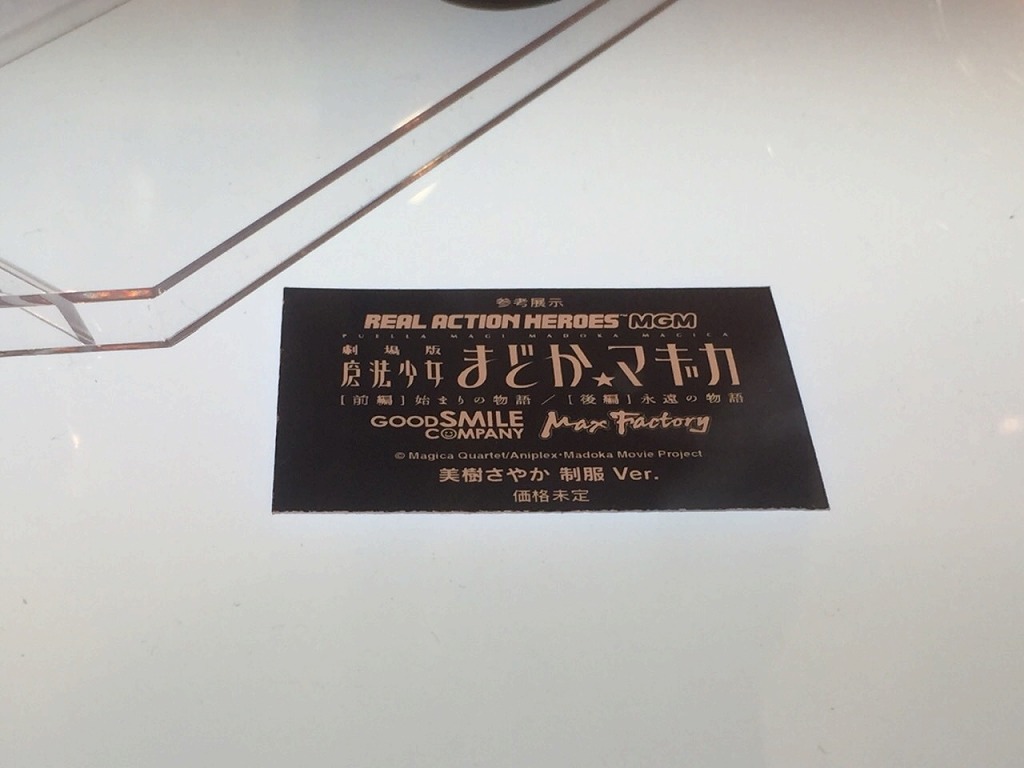 参考展示
REAL ACTION HEROES™ MGM
PUELLA MAGI MADOKA MAGICA
劇場版
魔法少女まどか★マギカ
[前編]始まりの物語/[後編]永遠の物語
GOOD SMILE COMPANY Max Factory
© Magica Quartet/Aniplex・Madoka Movie Project
美樹さやか 制服 Ver.
価格未定